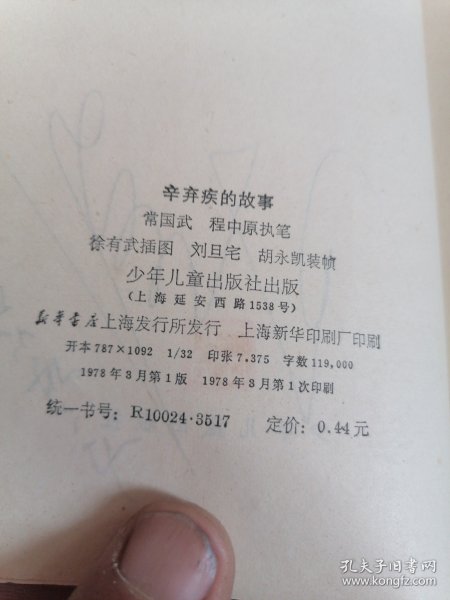 辛弃疾的故事
常国武 程中原执笔
徐有武插图 刘旦宅 胡永凯装帧
少年儿童出版社出版
(上海延安西路1538号)
新华书店上海发行所发行 上海新华印刷厂印刷
开本787×1092 1/32 印张7.375 字数119,000
1978年3月第1版 1978年3月第1次印刷
统一书号：R10024·3517 定价：0.44元
孔夫子旧书网
www.kongfz.com